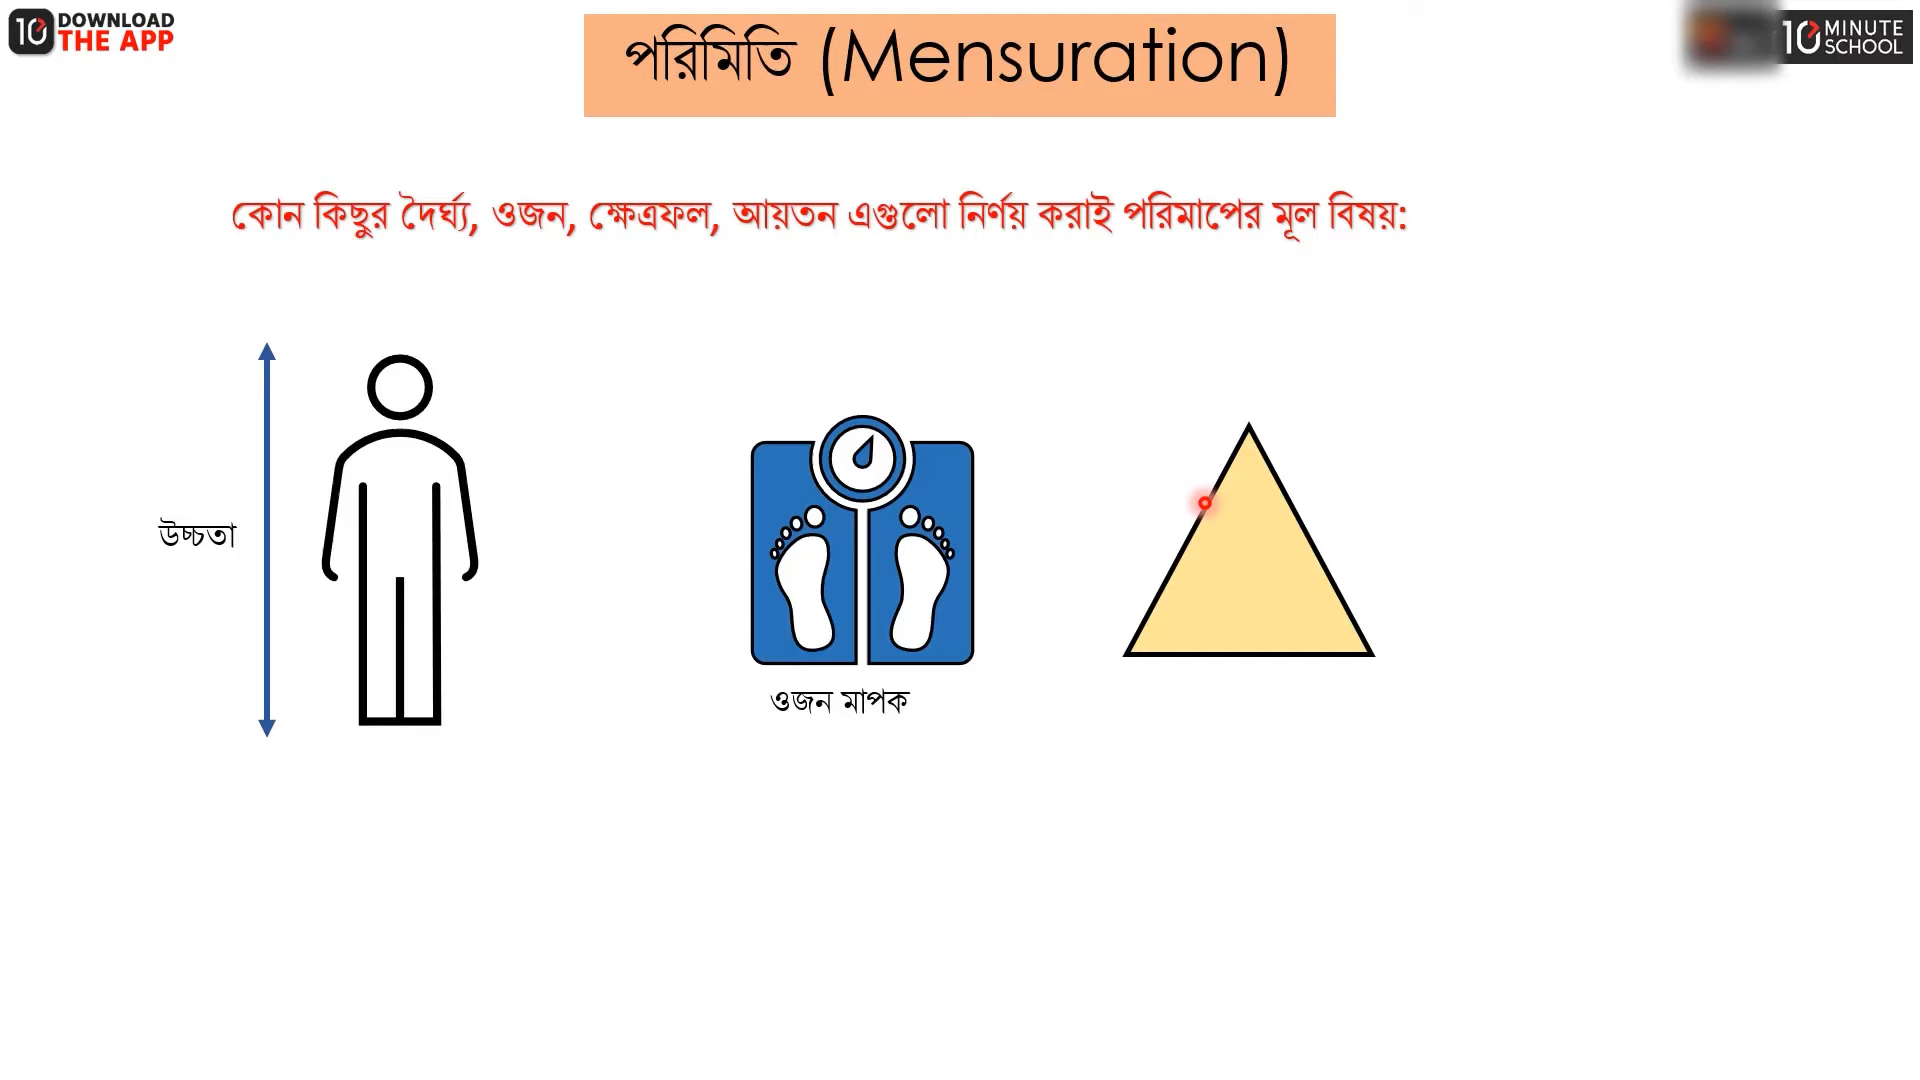 10 DOWNLOAD
THE APP
পরিমিতি (Mensuration)
10 MINUTE
SCHOOL
কোন কিছুর দৈর্ঘ্য, ওজন, ক্ষেত্রফল, আয়তন এগুলো নির্ণয় করাই পরিমাপের মূল বিষয়:
উচ্চতা
ওজন মাপক